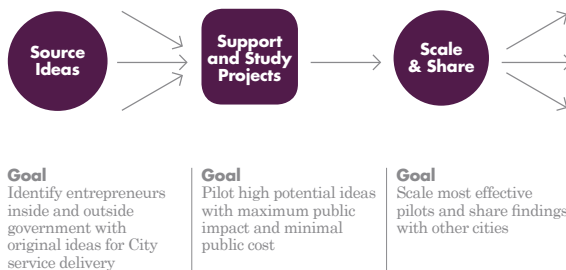 Source
Ideas
Support
and Study
Projects
Scale
& Share
Goal
Identify entrepreneurs
inside and outside
government with
original ideas for City
service delivery
Goal
Pilot high potential ideas
with maximum public
impact and minimal
public cost
Goal
Scale most effective
pilots and share findings
with other cities